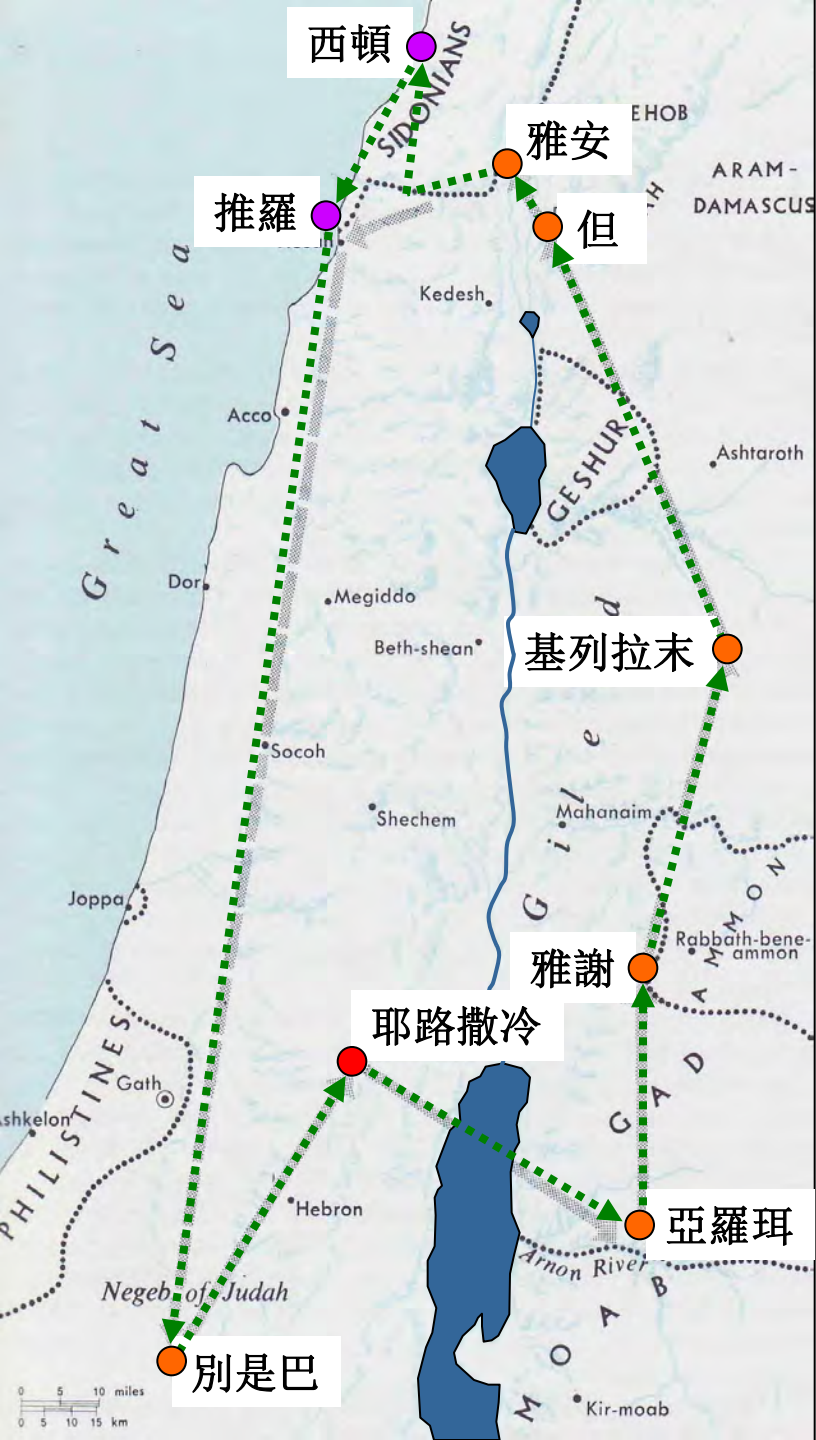 西頓
SIDONIANS
雅安
EHOB
ARAM-
DAMASCUS
推羅
但
AH
Kedesh
Great Sea
Acco
GESHUR
Ashtaroth
Dor
Megiddo
Beth-shean
基列拉末
Gilead
Socoh
Shechem
Mahanaim
AMMON
Joppa
Rabbath-bene-
ammon
雅謝
耶路撒冷
GAD
Gath
PHILISTINES
shkelon
Hebron
亞羅珥
Arnon River
Negeb of Judah
MOAB
別是巴
0 5 10 miles
0 5 10 15 km
Kir-moab